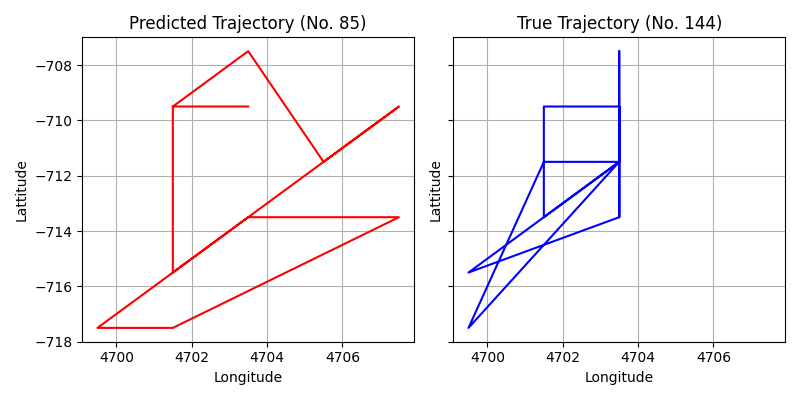 Predicted Trajectory (No. 85)
Lattitude
−708
−710
−712
−714
−716
−718
4700 4702 4704 4706
Longitude
True Trajectory (No. 144)
Lattitude
4700 4702 4704 4706
Longitude